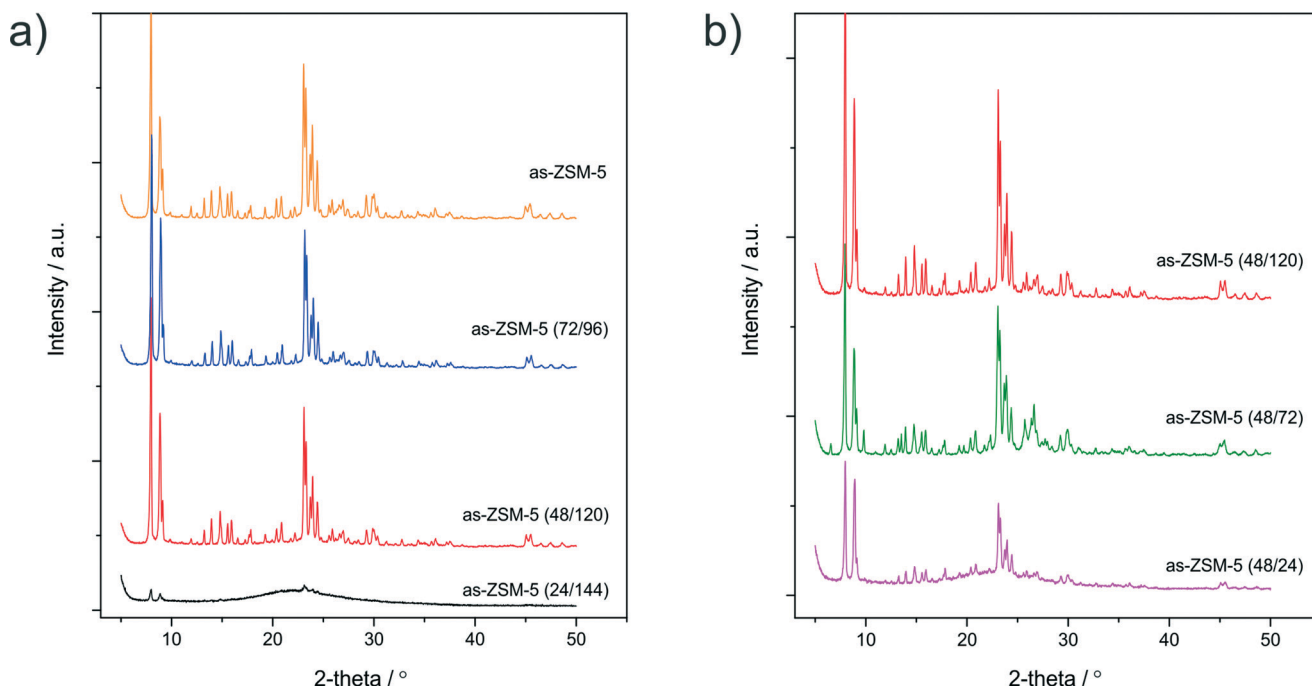 a)
Intensity / a.u.
as-ZSM-5
as-ZSM-5 (72/96)
as-ZSM-5 (48/120)
as-ZSM-5 (24/144)
10 20 30 40 50
2-theta / °
b)
Intensity / a.u.
as-ZSM-5 (48/120)
as-ZSM-5 (48/72)
as-ZSM-5 (48/24)
10 20 30 40 50
2-theta / °